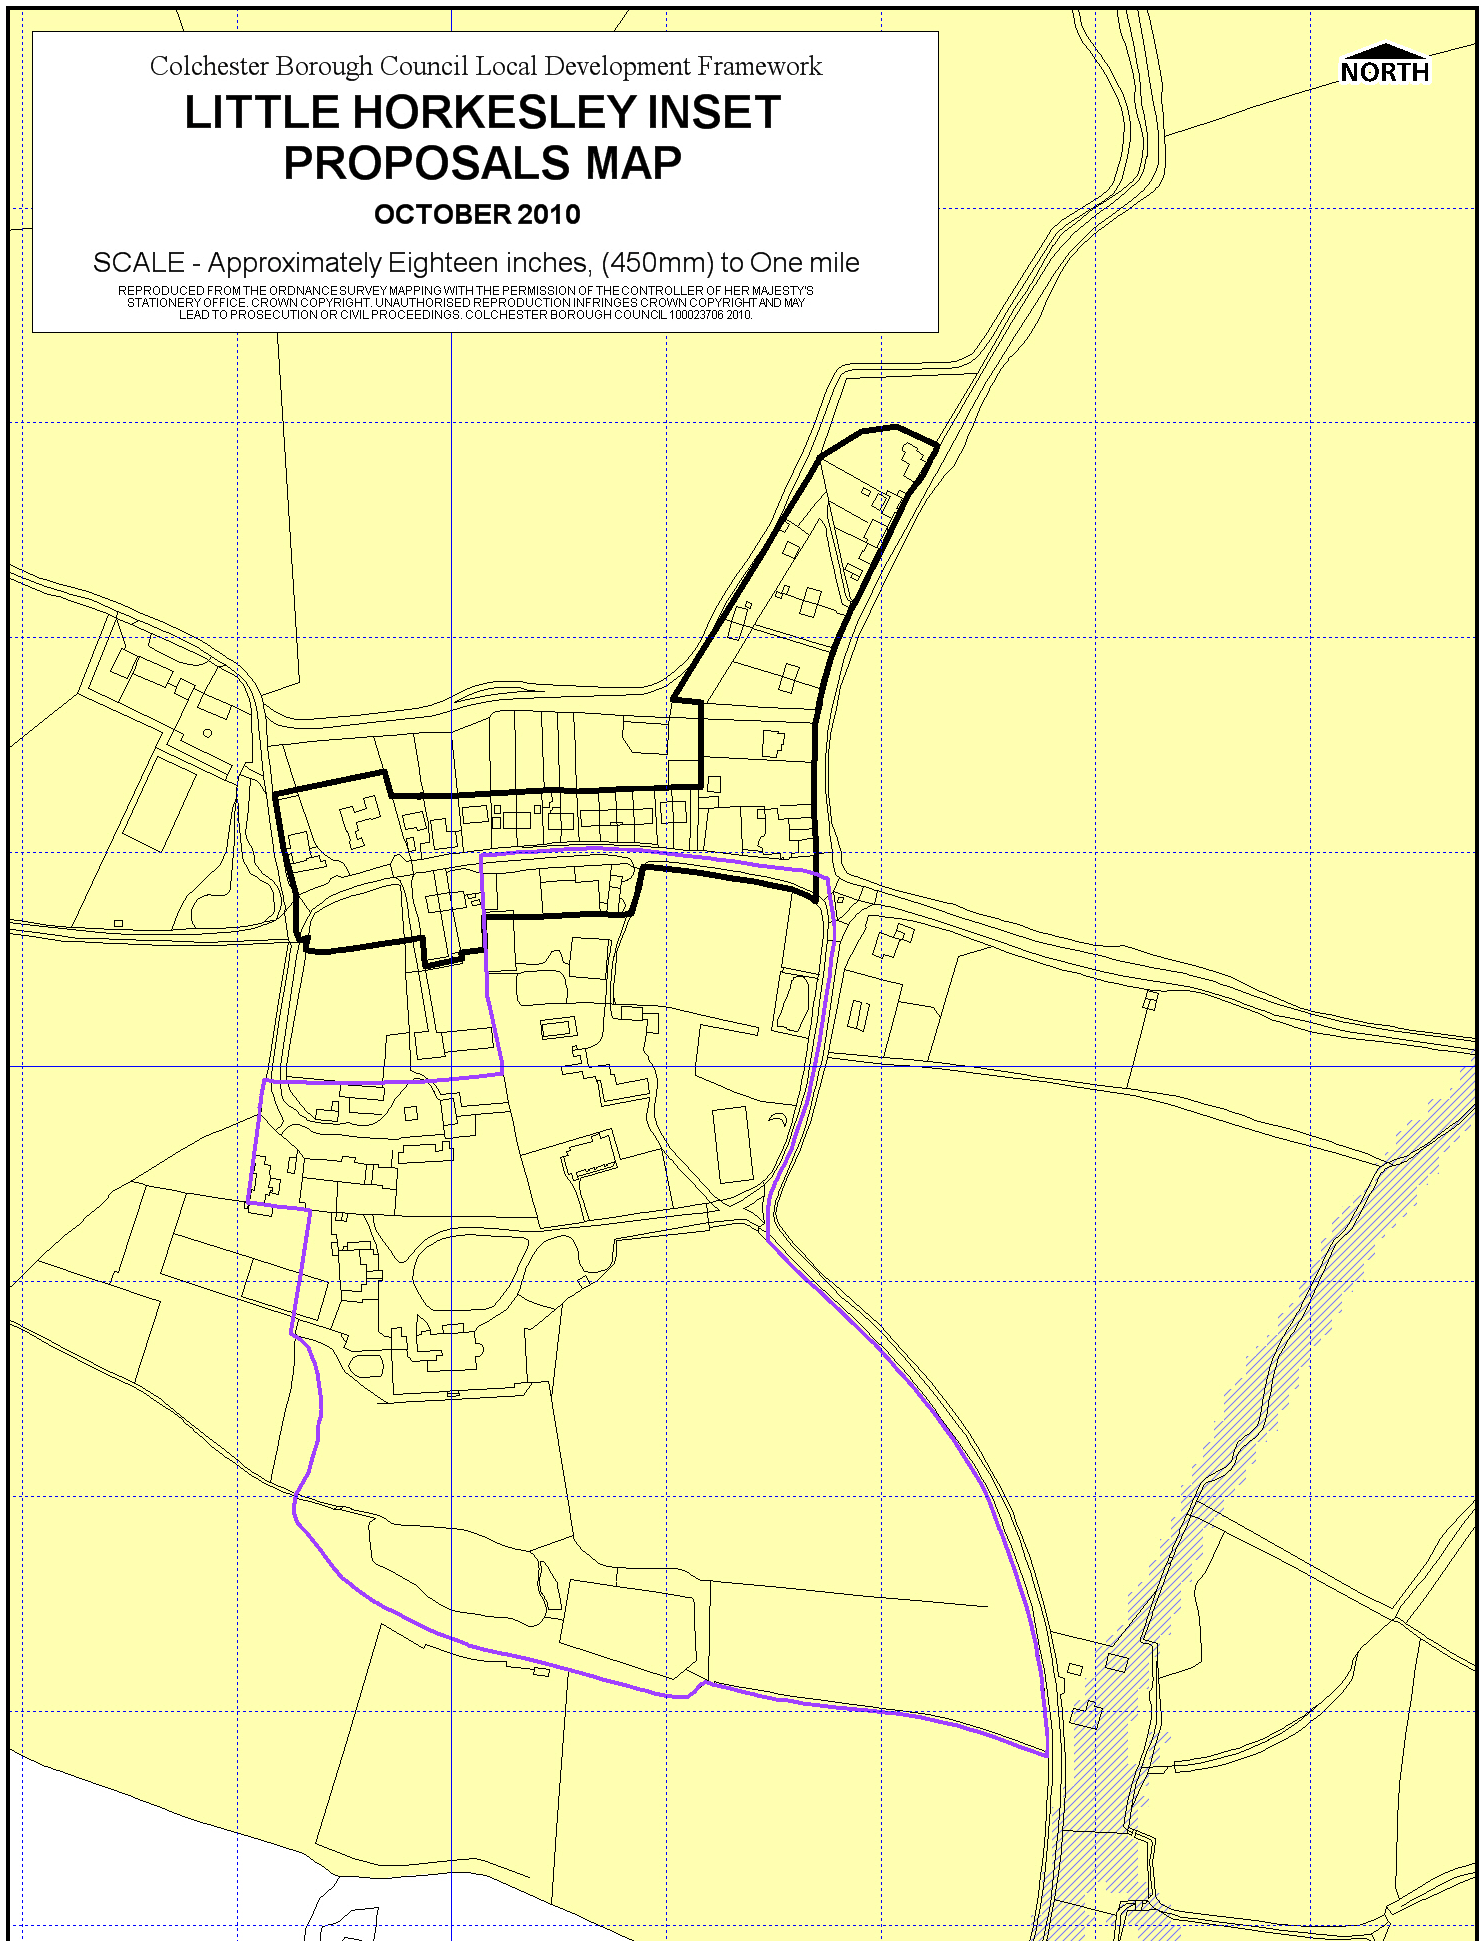 Colchester Borough Council Local Development Framework
LITTLE HORKESLEY INSET
PROPOSALS MAP
OCTOBER 2010
SCALE - Approximately Eighteen inches, (450mm) to One mile
REPRODUCED FROM THE ORDNANCE SURVEY MAPPING WITH THE PERMISSION OF THE CONTROLLER OF HER MAJESTY'S
STATIONERY OFFICE. CROWN COPYRIGHT. UNAUTHORISED REPRODUCTION INFRINGES CROWN COPYRIGHT AND MAY
LEAD TO PROSECUTION OR CIVIL PROCEEDINGS. COLCHESTER BOROUGH COUNCIL 100023706 2010.
NORTH